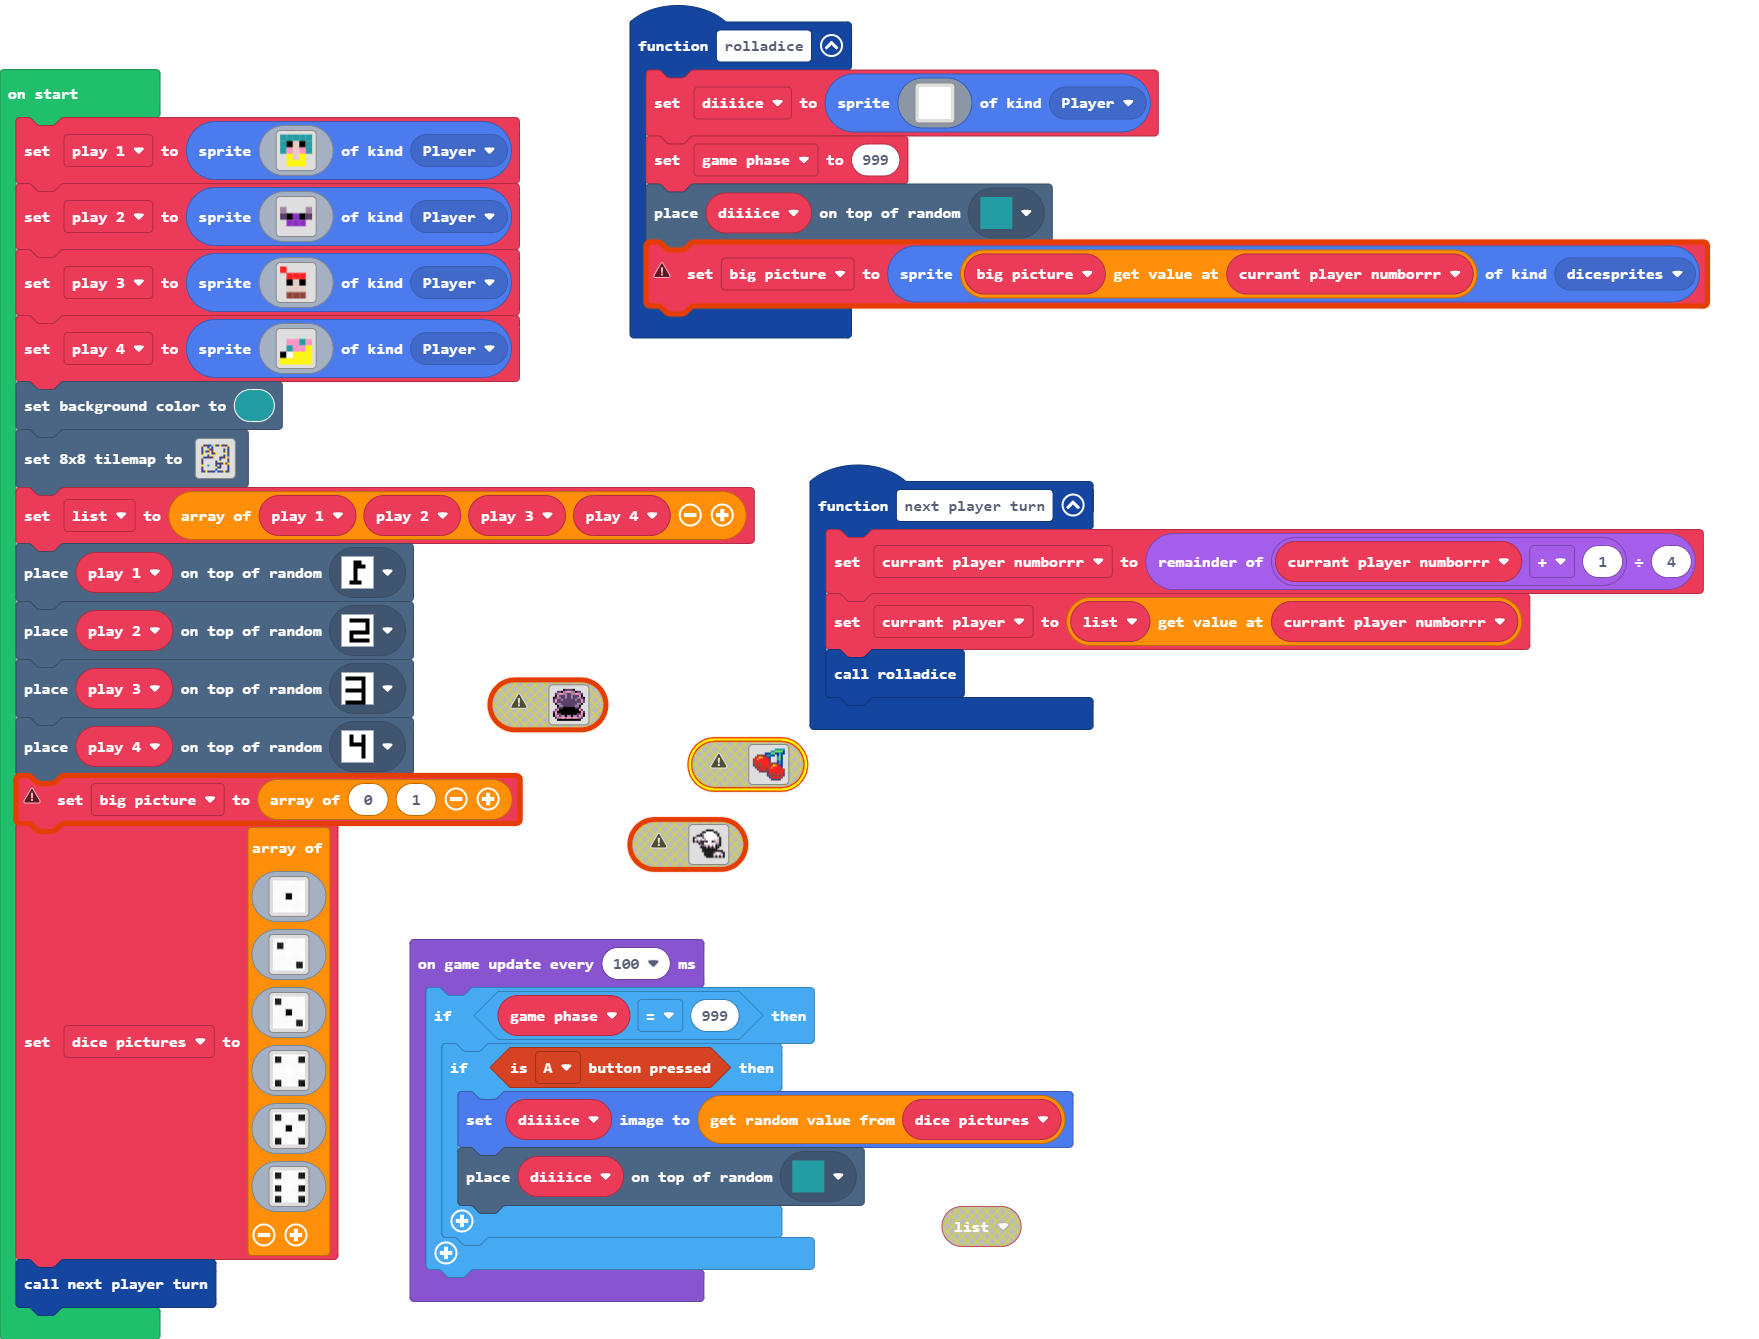 on start
set play 1 to sprite of kind Player
set play 2 to sprite of kind Player
set play 3 to sprite of kind Player
set play 4 to sprite of kind Player
set background color to
set 8x8 tilemap to
set list to array of play 1 play 2 play 3 play 4
place play 1 on top of random 1
place play 2 on top of random 2
place play 3 on top of random 3
place play 4 on top of random 4
set big picture to array of 0 1
set dice pictures to array of
call next player turn
function rolladice
set diiiice to sprite of kind Player
set game phase to 999
place diiiice on top of random
set big picture to sprite big picture get value at currant player numborrr of kind dicesprites
function next player turn
set currant player numborrr to remainder of currant player numborrr + 1 ÷ 4
set currant player to list get value at currant player numborrr
call rolladice
on game update every 100 ms
if game phase = 999 then
if is A button pressed then
set diiiice image to get random value from dice pictures
place diiiice on top of random
list